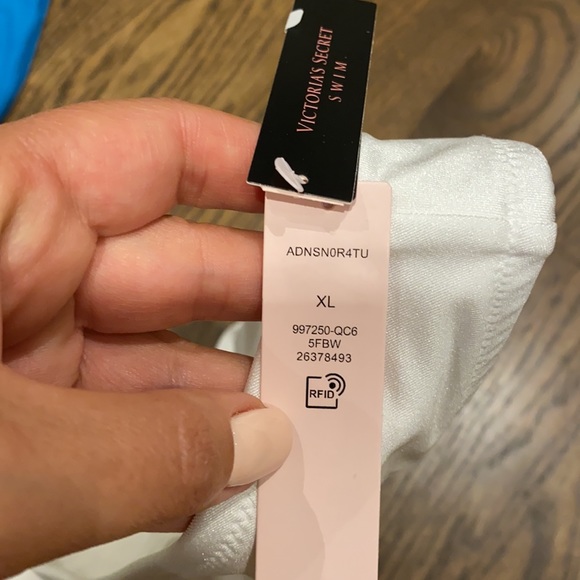 VICTORIA'S SECRET
SWIM
ADNSN0R4TU
XL
997250-QC6
5FBW
26378493
RFID